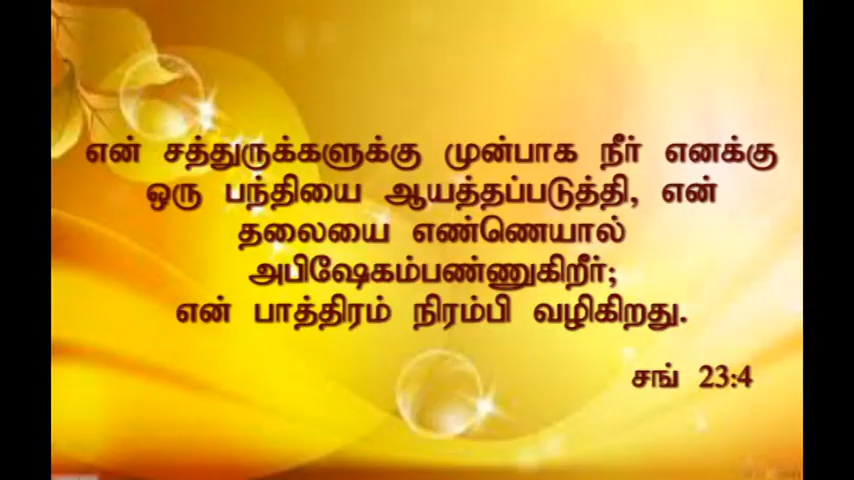 என் சத்துருக்களுக்கு முன்பாக நீர் எனக்கு
ஒரு பந்தியை ஆயத்தப்படுத்தி, என்
தலையை எண்ணெயால்
அபிஷேகம்பண்ணுகிறீர்;
என் பாத்திரம் நிரம்பி வழிகிறது.
சங் 23:4